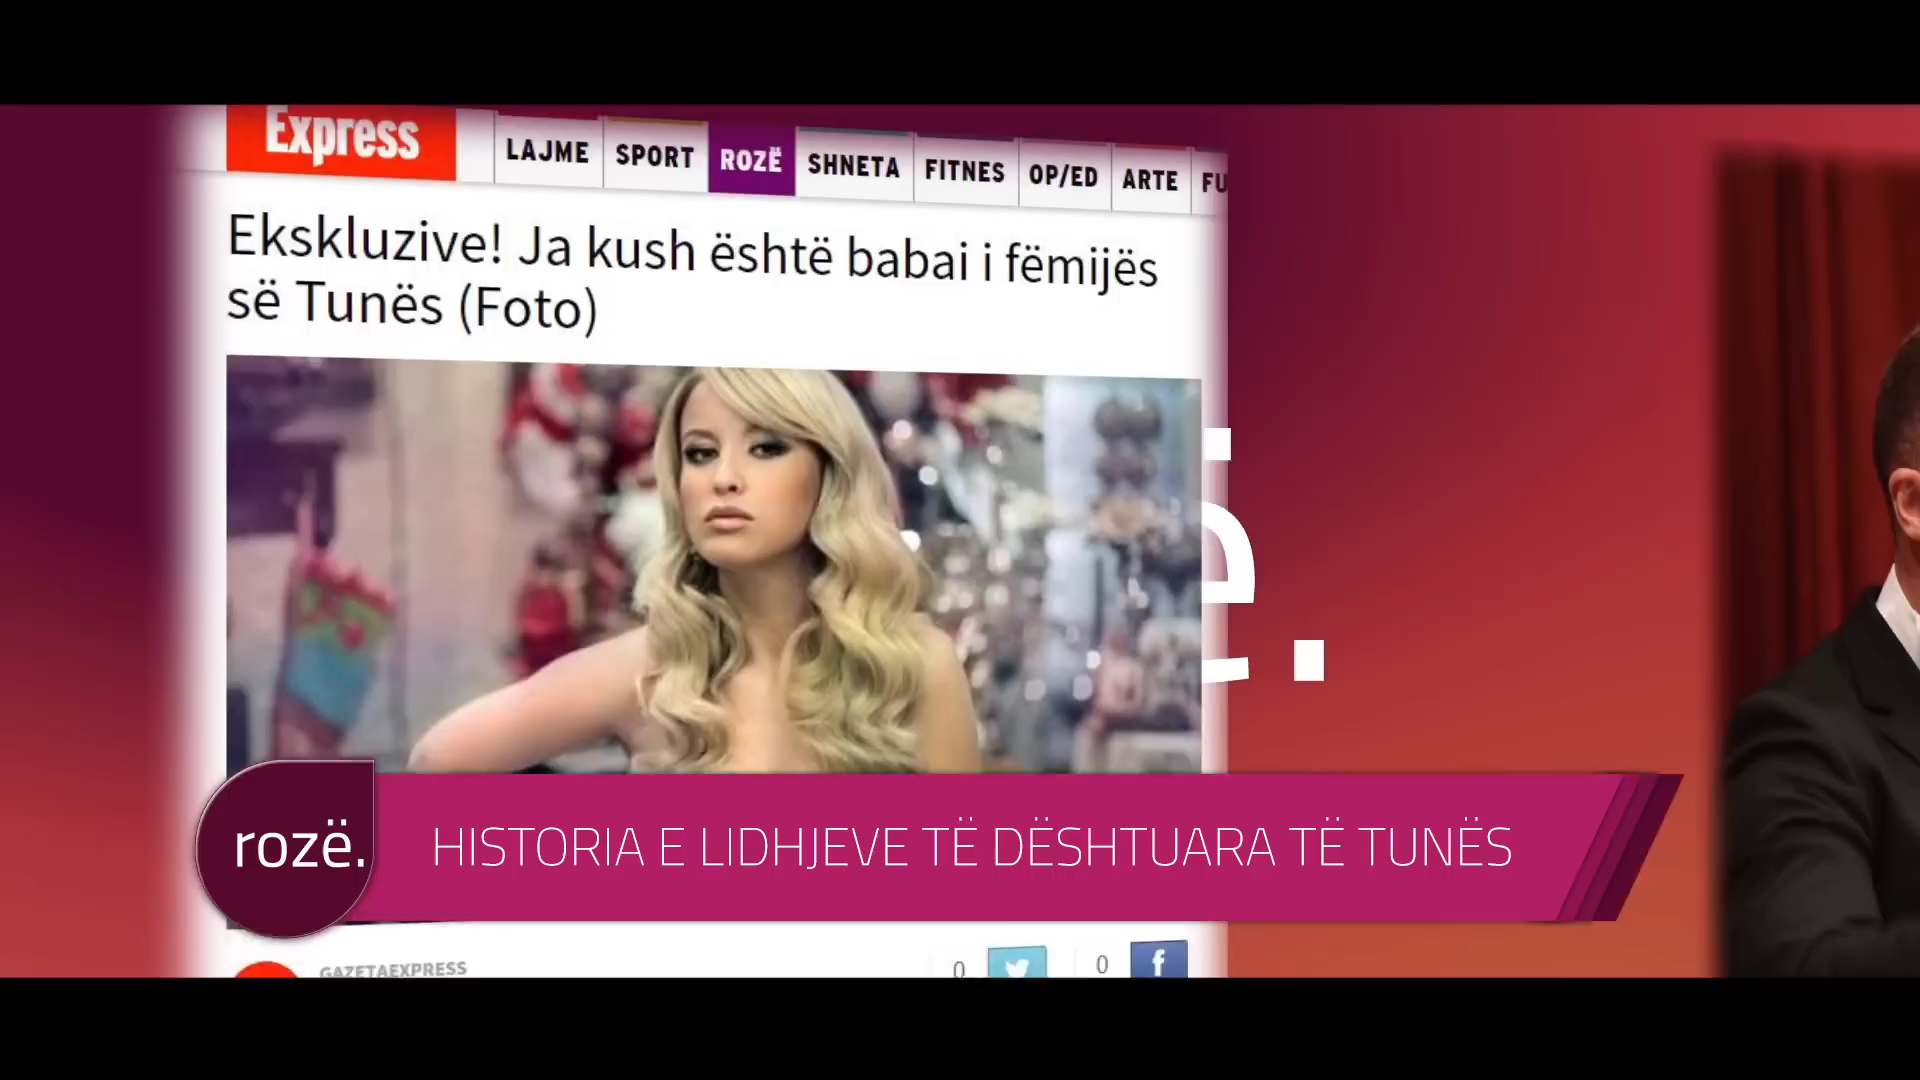 Express
LAJME
SPORT
ROZË
SHNETA
FITNES
OP/ED
ARTE
FU
Ekskluzive! Ja kush është babai i fëmijës
së Tunës (Foto)
ë.
rozë.
HISTORIA E LIDHJEVE TË DËSHTUARA TË TUNËS
GAZETAEXPRESS
0
0
f